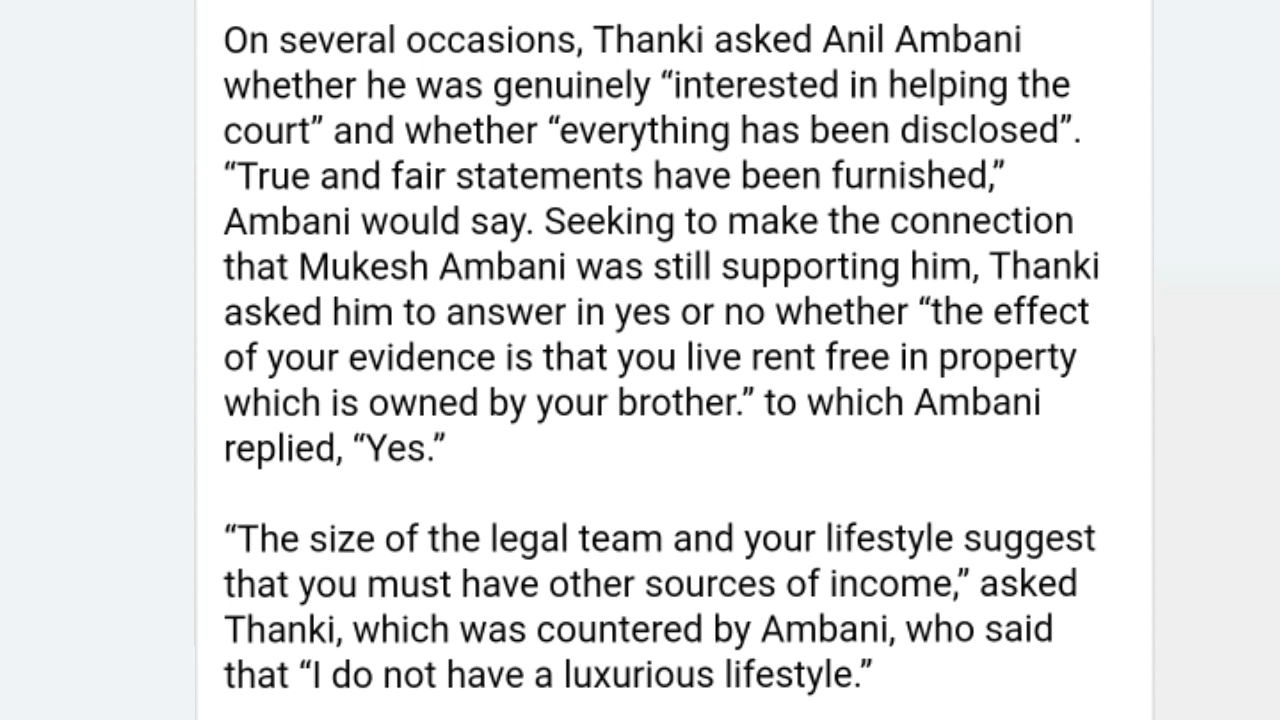 On several occasions, Thanki asked Anil Ambani
whether he was genuinely “interested in helping the
court” and whether “everything has been disclosed”.
“True and fair statements have been furnished,”
Ambani would say. Seeking to make the connection
that Mukesh Ambani was still supporting him, Thanki
asked him to answer in yes or no whether “the effect
of your evidence is that you live rent free in property
which is owned by your brother.” to which Ambani
replied, “Yes.”
“The size of the legal team and your lifestyle suggest
that you must have other sources of income,” asked
Thanki, which was countered by Ambani, who said
that “I do not have a luxurious lifestyle.”